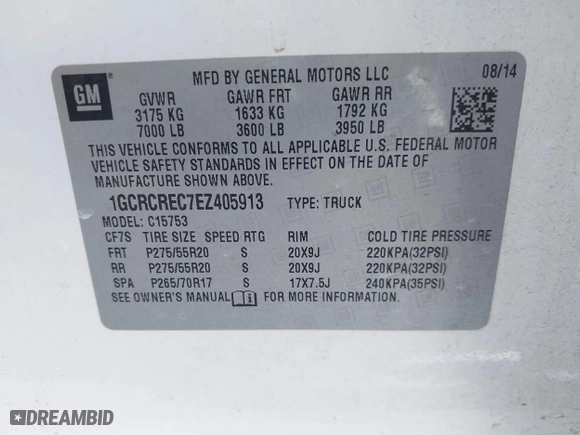 GM
MFD BY GENERAL MOTORS LLC 08/14
GVWR GAWR FRT GAWR RR
3175 KG 1633 KG 1792 KG
7000 LB 3600 LB 3950 LB
THIS VEHICLE CONFORMS TO ALL APPLICABLE U.S. FEDERAL MOTOR
VEHICLE SAFETY STANDARDS IN EFFECT ON THE DATE OF
MANUFACTURE SHOWN ABOVE.
1GCRCREC7EZ405913 TYPE: TRUCK
MODEL: C15753
CF7S TIRE SIZE SPEED RTG RIM COLD TIRE PRESSURE
FRT P275/55R20 S 20X9J 220KPA(32PSI)
RR P275/55R20 S 20X9J 220KPA(32PSI)
SPA P265/70R17 S 17X7.5J 240KPA(35PSI)
SEE OWNER'S MANUAL i FOR MORE INFORMATION.
DREAMBID